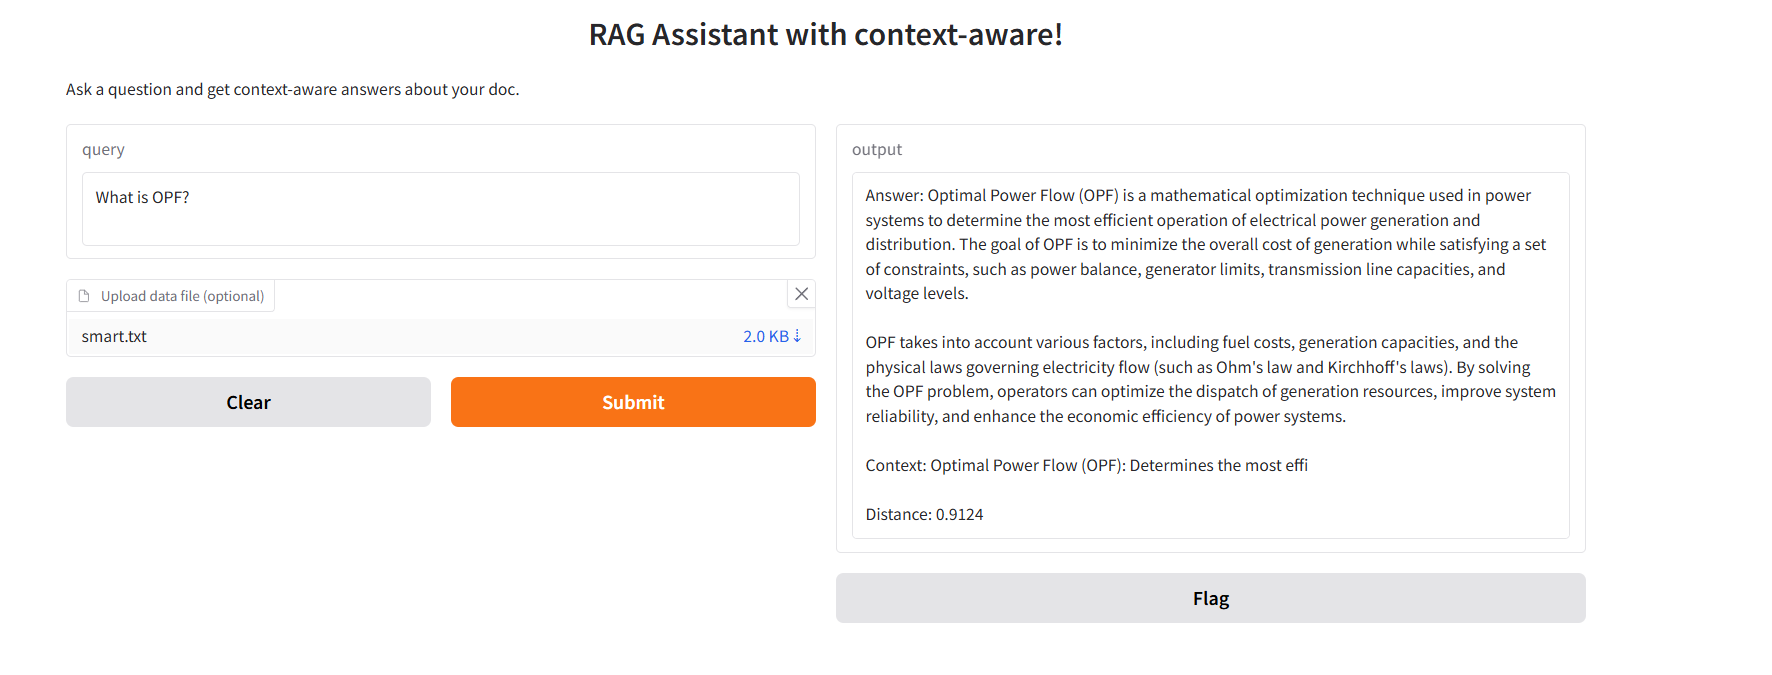 RAG Assistant with context-aware!
Ask a question and get context-aware answers about your doc.
query
What is OPF?
Upload data file (optional)
smart.txt
2.0 KB ⇣
Clear
Submit
output
Answer: Optimal Power Flow (OPF) is a mathematical optimization technique used in power
systems to determine the most efficient operation of electrical power generation and
distribution. The goal of OPF is to minimize the overall cost of generation while satisfying a set
of constraints, such as power balance, generator limits, transmission line capacities, and
voltage levels.
OPF takes into account various factors, including fuel costs, generation capacities, and the
physical laws governing electricity flow (such as Ohm's law and Kirchhoff's laws). By solving
the OPF problem, operators can optimize the dispatch of generation resources, improve system
reliability, and enhance the economic efficiency of power systems.
Context: Optimal Power Flow (OPF): Determines the most effi
Distance: 0.9124
Flag